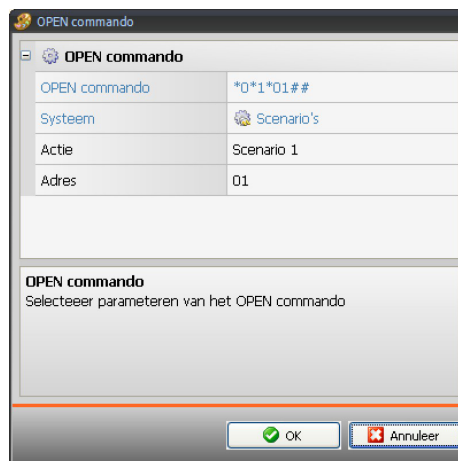 OPEN commando
OPEN commando
OPEN commando *0*1*01##
Systeem Scenario's
Actie Scenario 1
Adres 01
OPEN commando
Selecteeer parameteren van het OPEN commando
OK Annuleer